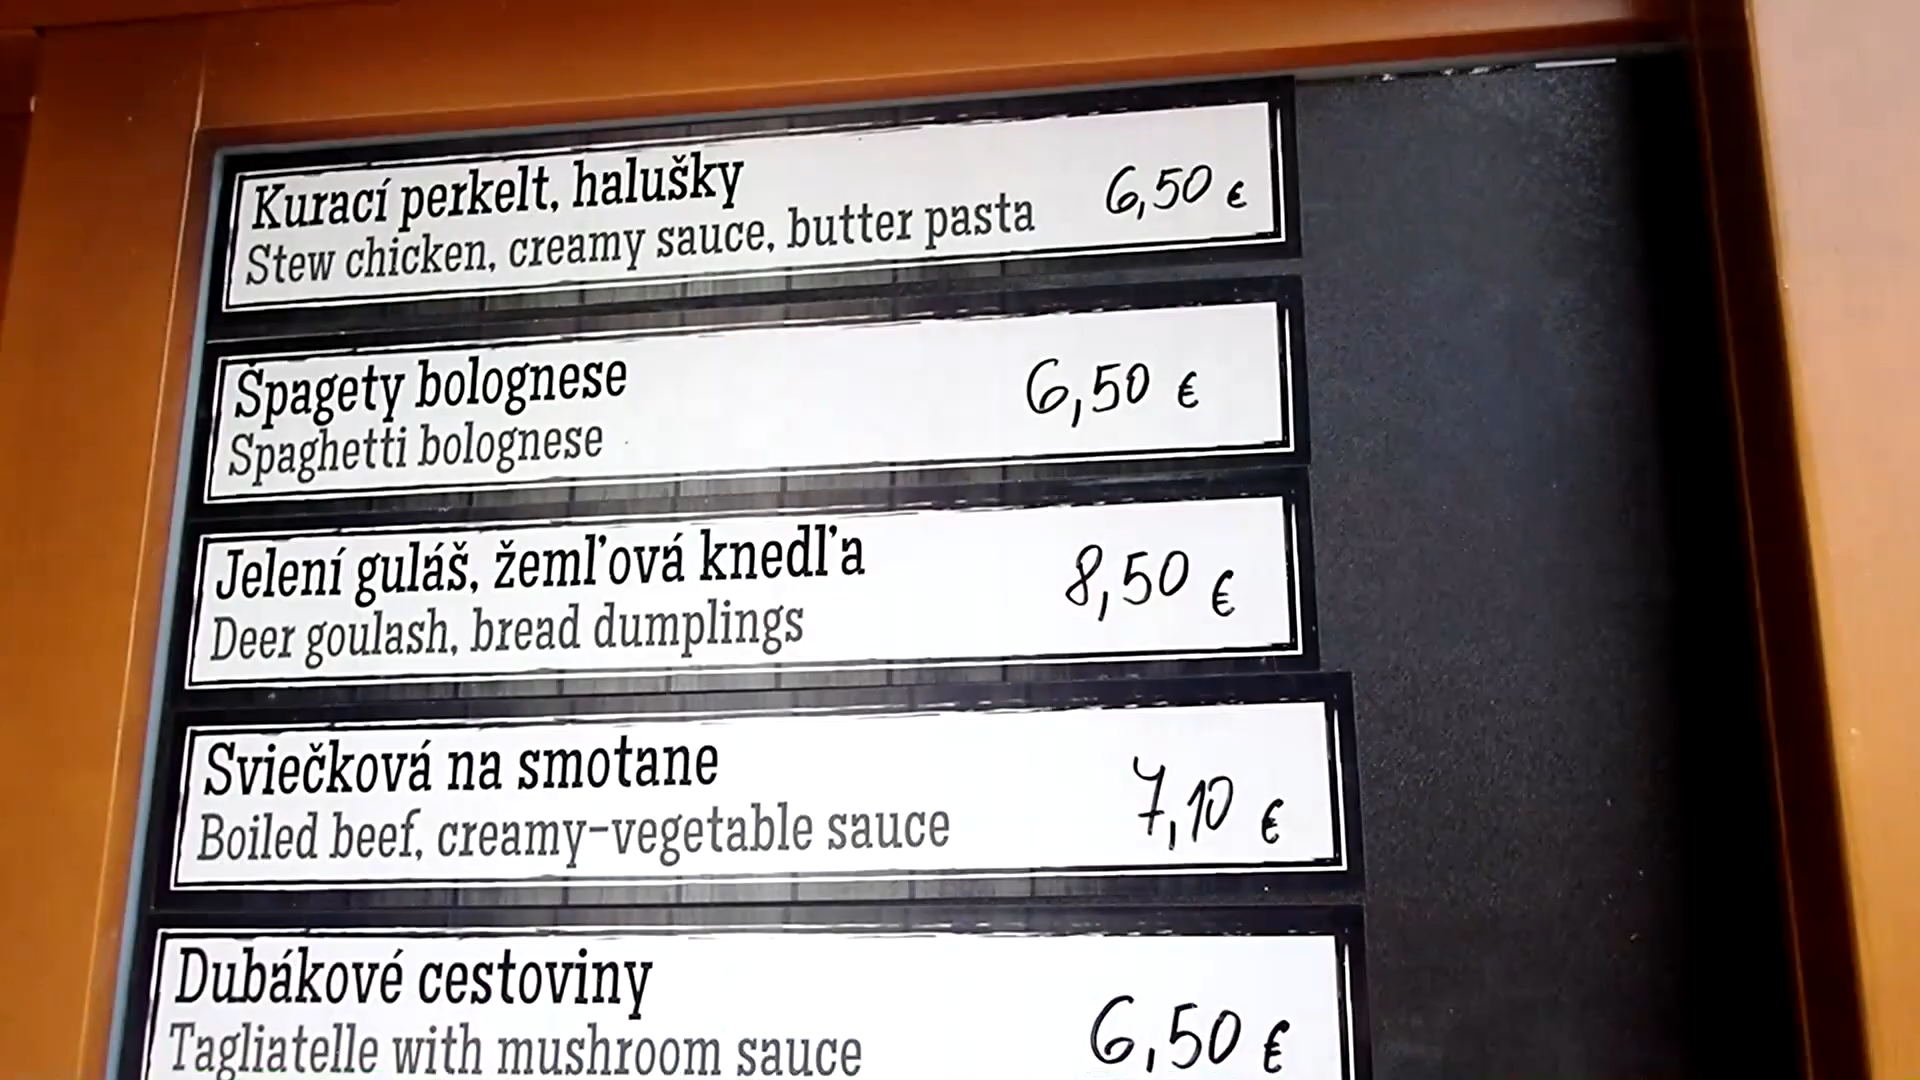 Kurací perkelt, halušky
Stew chicken, creamy sauce, butter pasta
6,50 €
Špagety bolognese
Spaghetti bolognese
6,50 €
Jelení guláš, žemľová knedľa
Deer goulash, bread dumplings
8,50 €
Sviečková na smotane
Boiled beef, creamy-vegetable sauce
7,10 €
Dubákové cestoviny
Tagliatelle with mushroom sauce
6,50 €